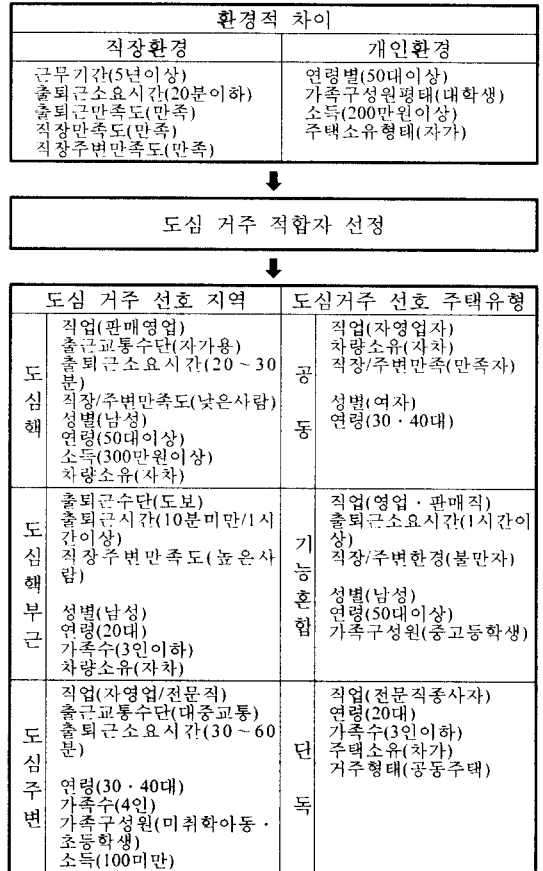 환경적 차이
직장환경
근무기간(5년이상)
출퇴근소요시간(20분이하)
출퇴근만족도(만족)
직장만족도(만족)
직장주변만족도(만족)
개인환경
연령별(50대이상)
가족구성원평태(대학생)
소득(200만원이상)
주택소유형태(자가)
도심 거주 적합자 선정
도심 거주 선호 지역
도심핵
직업(판매영업)
출근교통수단(자가용)
출퇴근소요시간(20~30
분)
직장/주변만족도(낮은사람)
성별(남성)
연령(50대이상)
소득(300만원이상)
차량소유(자차)
도심핵부근
출퇴근수단(도보)
출퇴근시간(10분미만/1시
간이상)
직장주변만족도(높은사
람)
성별(남성)
연령(20대)
가족수(3인이하)
차량소유(자차)
도심주변
직업(자영업/전문직)
출근교통수단(대중교통)
출퇴근소요시간(30~60
분)
연령(30·40대)
가족수(4인)
가족구성원(미취학아동·
초등학생)
소득(100미만)
도심거주 선호 주택유형
공동
직업(자영업자)
차량소유(자차)
직장/주변만족(만족자)
성별(여자)
연령(30·40대)
기능혼합
직업(영업·판매직)
출퇴근소요시간(1시간이
상)
직장/주변한경(불만자)
성별(남성)
연령(50대이상)
가족구성원(중고등학생)
단독
직업(전문직종사자)
연령(20대)
가족수(3인이하)
주택소유(차가)
거주형태(공동주택)